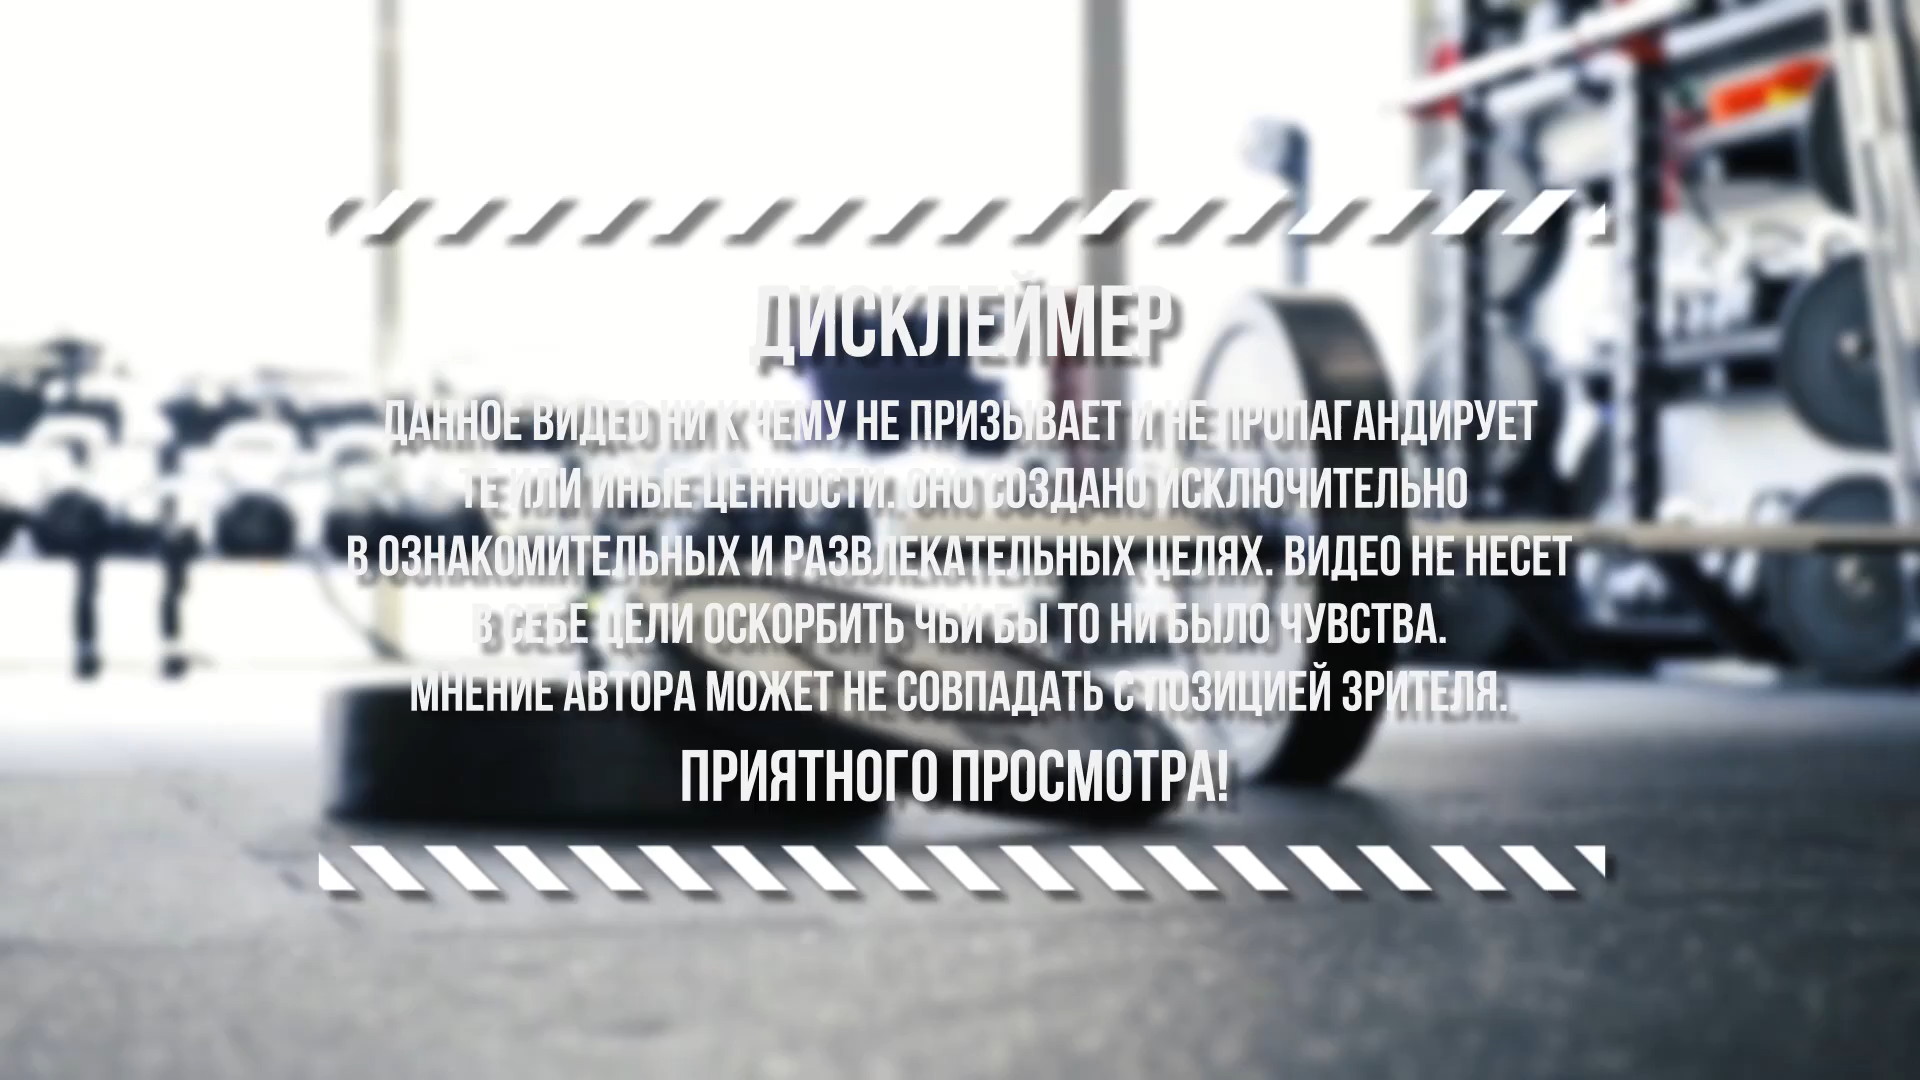 ДИСКЛЕЙМЕР
ДАННОЕ ВИДЕО НИ К ЧЕМУ НЕ ПРИЗЫВАЕТ И НЕ ПРОПАГАНДИРУЕТ
ТЕ ИЛИ ИНЫЕ ЦЕННОСТИ. ОНО СОЗДАНО ИСКЛЮЧИТЕЛЬНО
В ОЗНАКОМИТЕЛЬНЫХ И РАЗВЛЕКАТЕЛЬНЫХ ЦЕЛЯХ. ВИДЕО НЕ НЕСЕТ
В СЕБЕ ЦЕЛИ ОСКОРБИТЬ ЧЬИ БЫ ТО НИ БЫЛО ЧУВСТВА.
МНЕНИЕ АВТОРА МОЖЕТ НЕ СОВПАДАТЬ С ПОЗИЦИЕЙ ЗРИТЕЛЯ.
ПРИЯТНОГО ПРОСМОТРА!